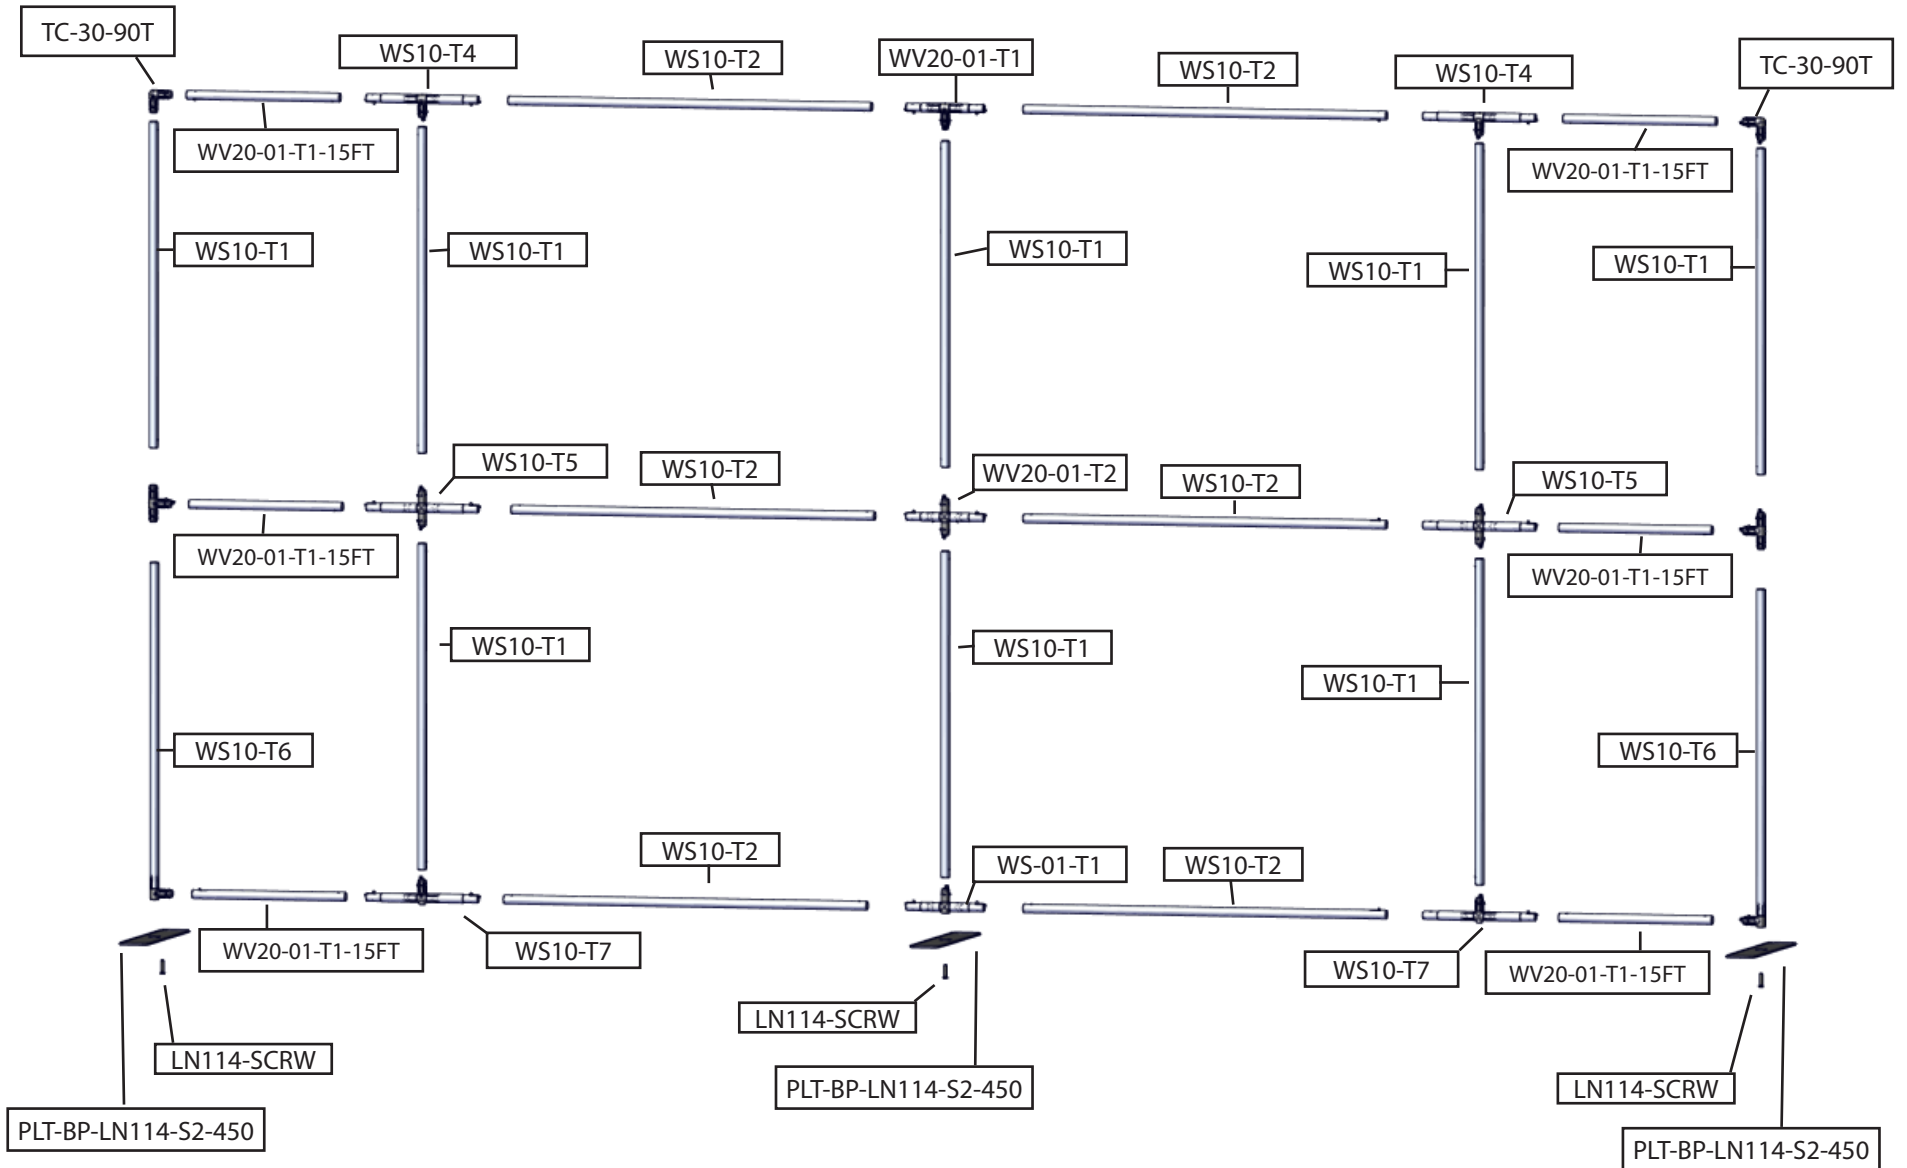 TC-30-90T
WS10-T4
WS10-T2
WV20-01-T1
WS10-T2
WS10-T4
TC-30-90T
WV20-01-T1-15FT
WV20-01-T1-15FT
WS10-T1
WS10-T1
WS10-T1
WS10-T1
WS10-T1
WS10-T5
WS10-T2
WV20-01-T2
WS10-T2
WS10-T5
WV20-01-T1-15FT
WV20-01-T1-15FT
WS10-T1
WS10-T1
WS10-T1
WS10-T6
WS10-T6
WS10-T2
WS-01-T1
WS10-T2
WV20-01-T1-15FT
WS10-T7
WS10-T7
WV20-01-T1-15FT
LN114-SCRW
LN114-SCRW
PLT-BP-LN114-S2-450
LN114-SCRW
PLT-BP-LN114-S2-450
PLT-BP-LN114-S2-450